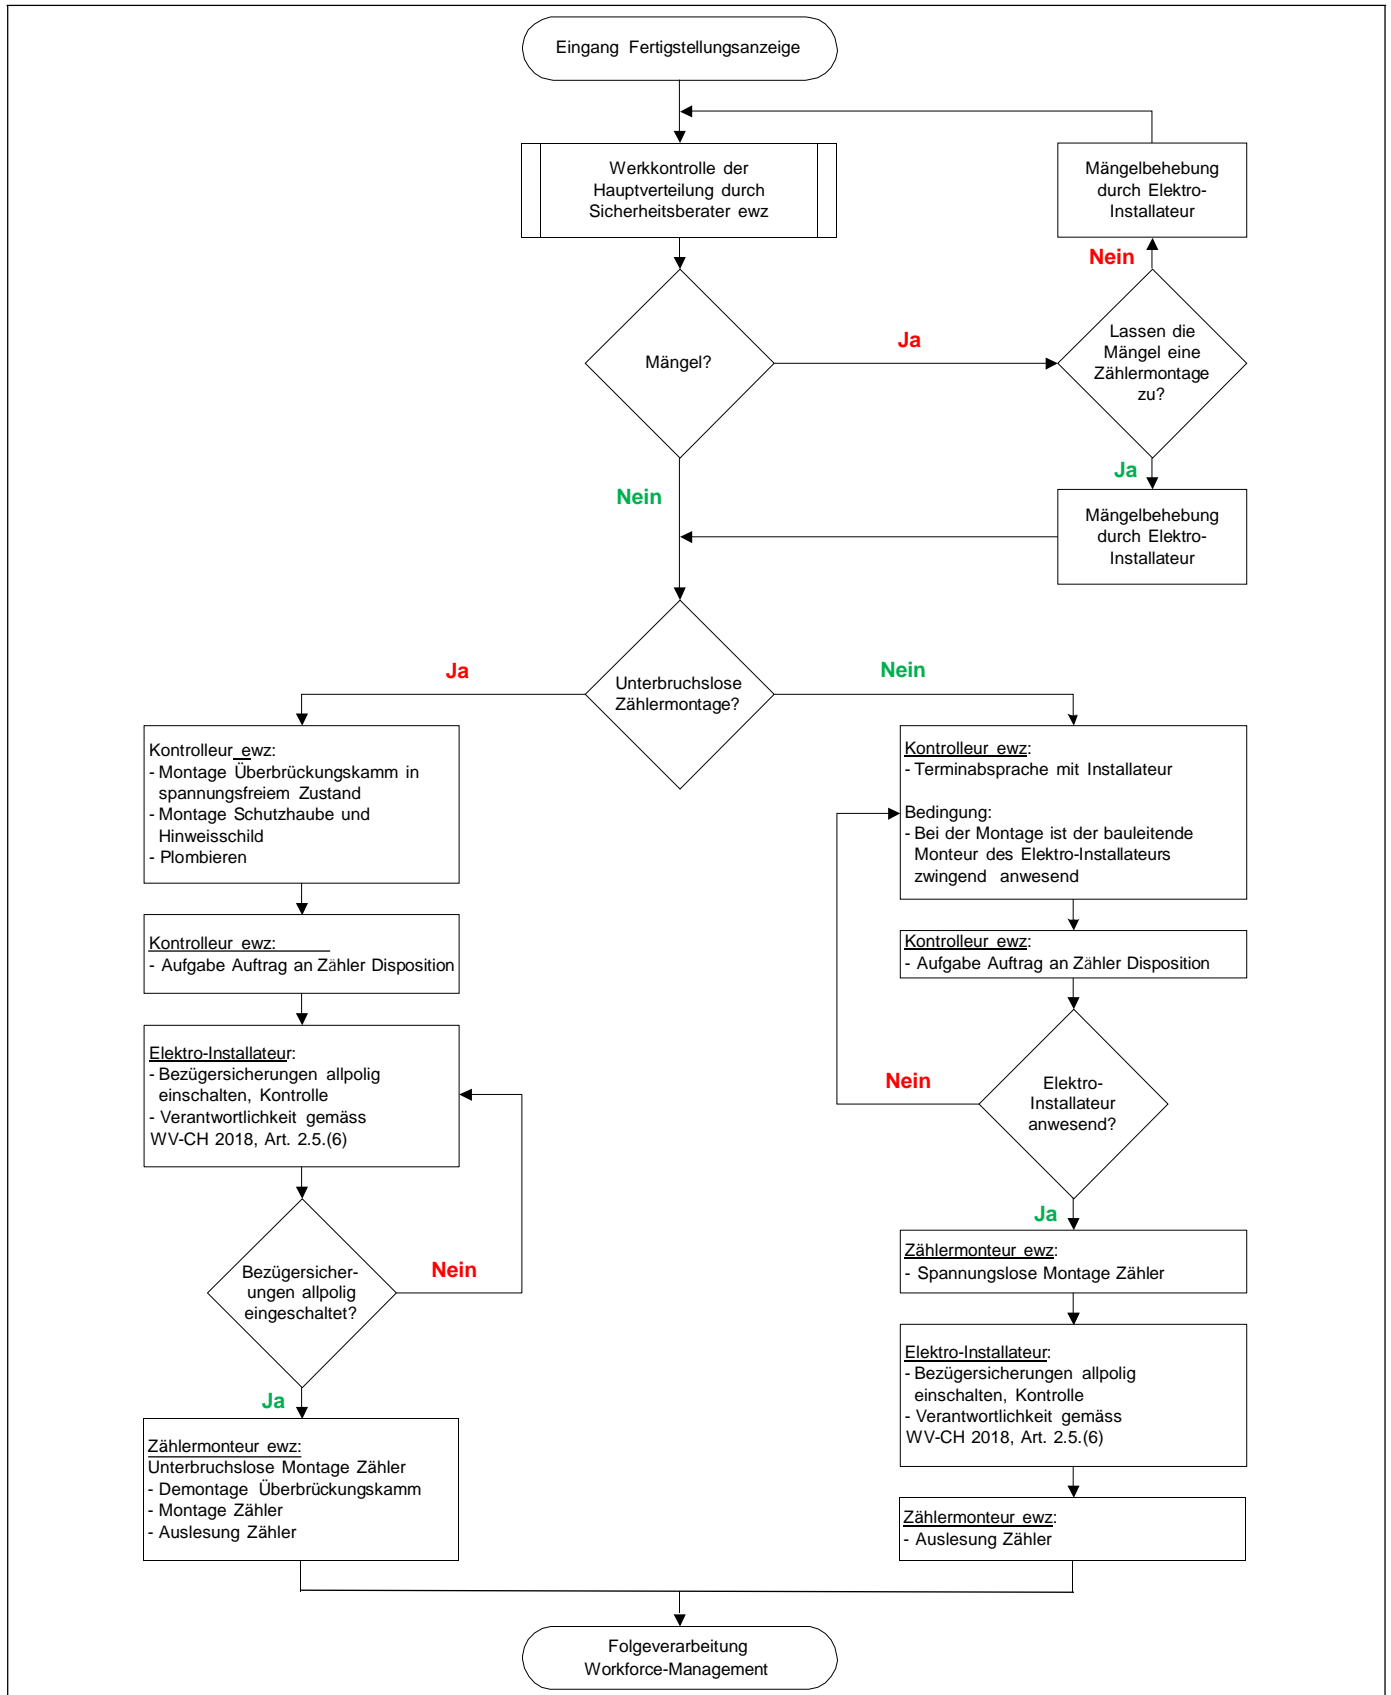 Eingang Fertigstellungsanzeige
Werkkontrolle der
Hauptverteilung durch
Sicherheitsberater ewz
Mängelbehebung
durch Elektro-
Installateur
Nein
Mängel?
Ja
Lassen die
Mängel eine
Zählermontage
zu?
Ja
Nein
Mängelbehebung
durch Elektro-
Installateur
Unterbruchslose
Zählermontage?
Ja
Nein
Kontrolleur ewz:
- Montage Überbrückungskamm in
spannungsfreiem Zustand
- Montage Schutzhaube und
Hinweisschild
- Plombieren
Kontrolleur ewz:
- Aufgabe Auftrag an Zähler Disposition
Elektro-Installateur:
- Bezügersicherungen allpolig
einschalten, Kontrolle
- Verantwortlichkeit gemäss
WV-CH 2018, Art. 2.5.(6)
Bezügersicher-
ungen allpolig
eingeschaltet?
Nein
Ja
Zählermonteur ewz:
Unterbruchslose Montage Zähler
- Demontage Überbrückungskamm
- Montage Zähler
- Auslesung Zähler
Kontrolleur ewz:
- Terminabsprache mit Installateur
Bedingung:
- Bei der Montage ist der bauleitende
Monteur des Elektro-Installateurs
zwingend anwesend
Kontrolleur ewz:
- Aufgabe Auftrag an Zähler Disposition
Nein
Elektro-
Installateur
anwesend?
Ja
Zählermonteur ewz:
- Spannungslose Montage Zähler
Elektro-Installateur:
- Bezügersicherungen allpolig
einschalten, Kontrolle
- Verantwortlichkeit gemäss
WV-CH 2018, Art. 2.5.(6)
Zählermonteur ewz:
- Auslesung Zähler
Folgeverarbeitung
Workforce-Management